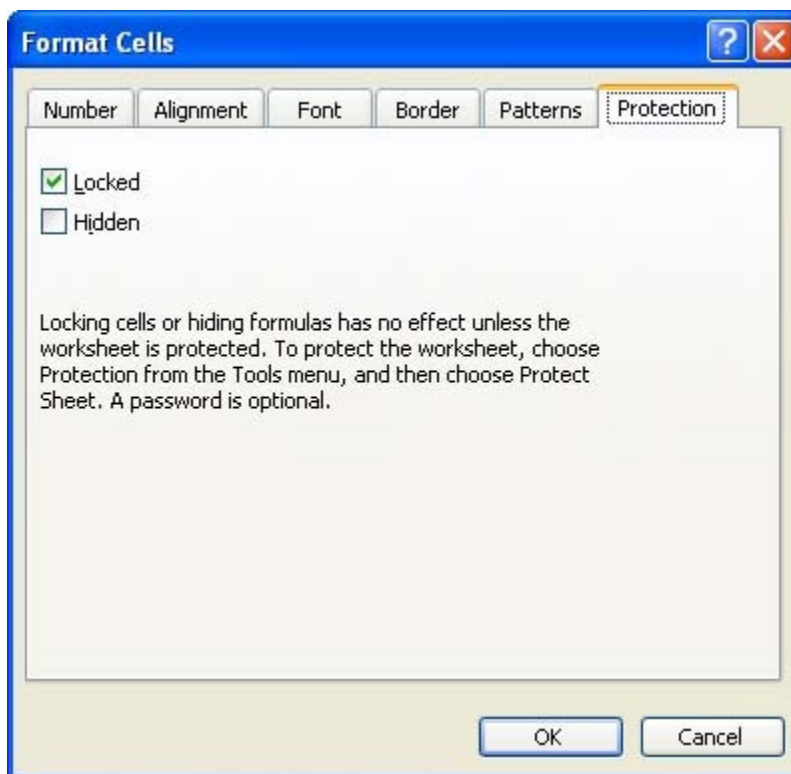 Format Cells
Number Alignment Font Border Patterns Protection
Locked
Hidden
Locking cells or hiding formulas has no effect unless the
worksheet is protected. To protect the worksheet, choose
Protection from the Tools menu, and then choose Protect
Sheet. A password is optional.
OK Cancel